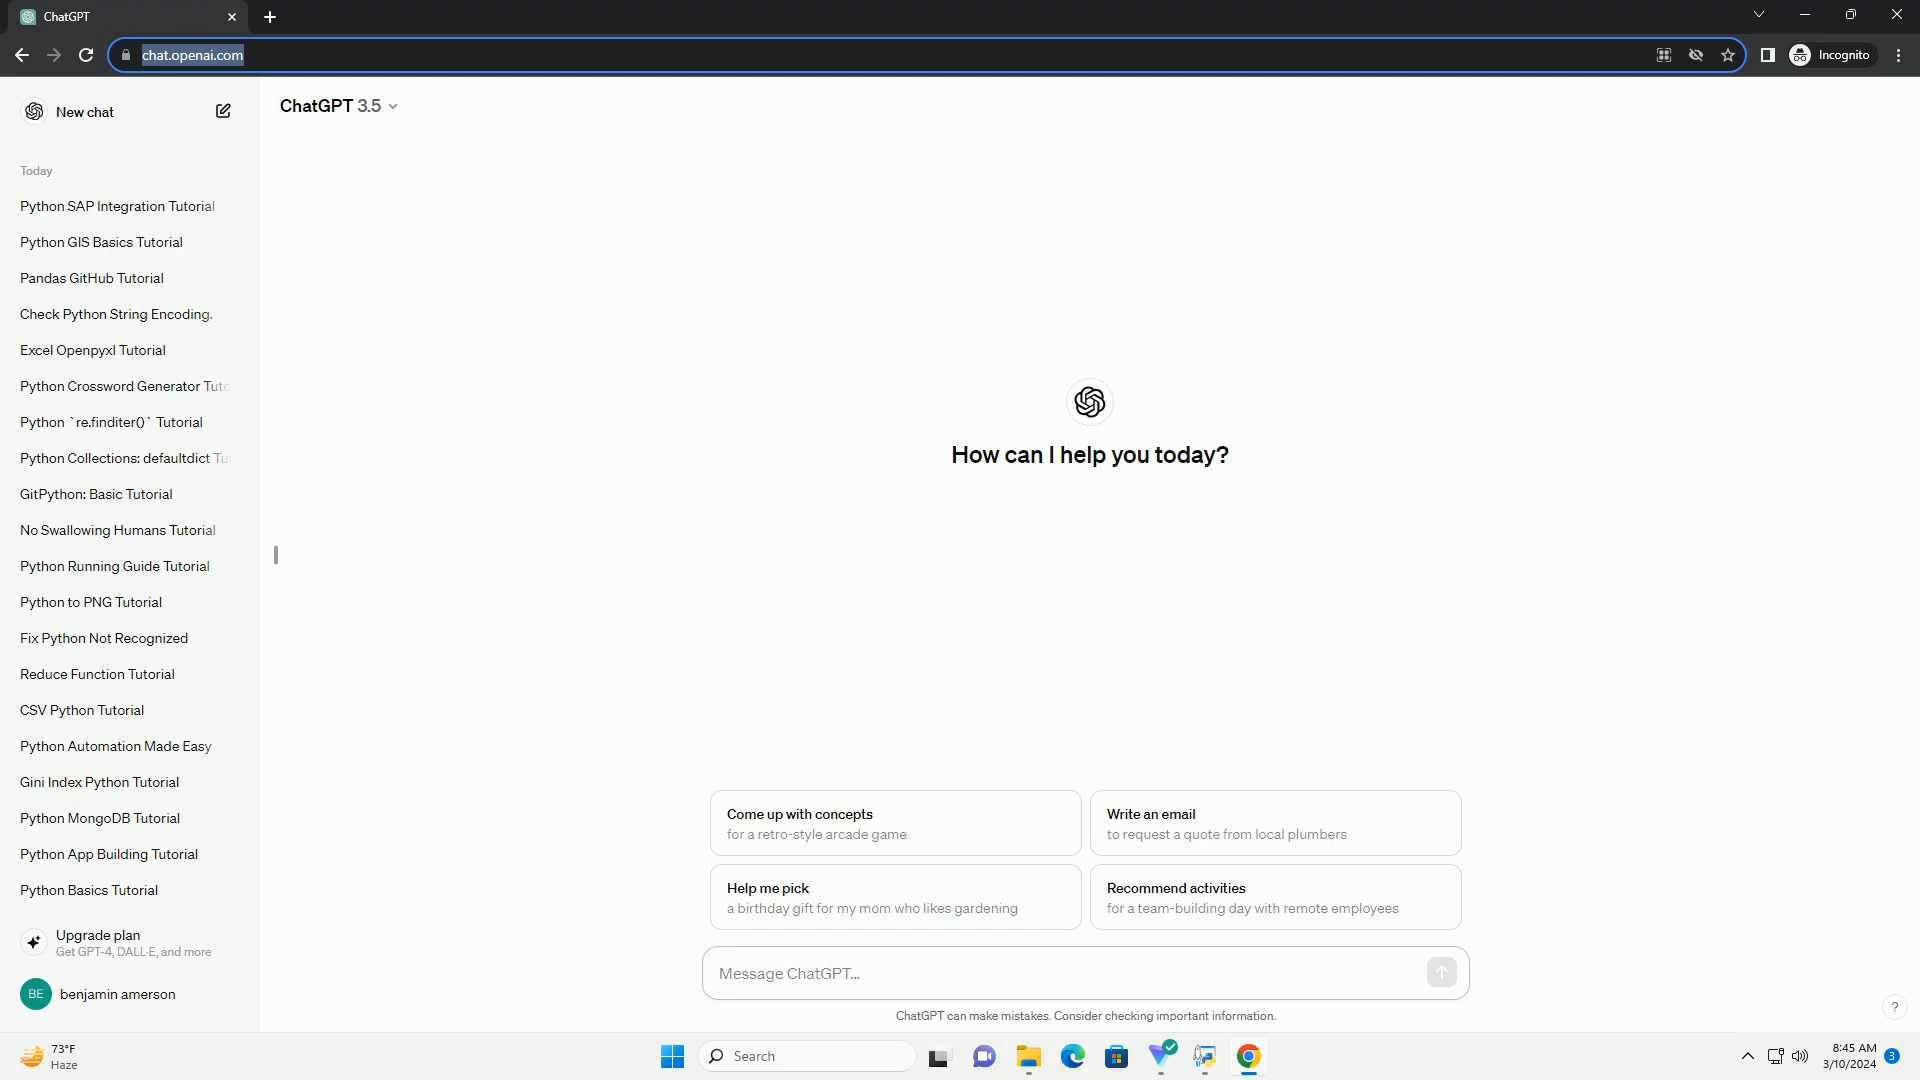 ChatGPT
chat.openai.com
Incognito
New chat
ChatGPT 3.5
Today
Python SAP Integration Tutorial
Python GIS Basics Tutorial
Pandas GitHub Tutorial
Check Python String Encoding.
Excel Openpyxl Tutorial
Python Crossword Generator Tuto
Python `re.finditer()` Tutorial
Python Collections: defaultdict Tu
GitPython: Basic Tutorial
No Swallowing Humans Tutorial
Python Running Guide Tutorial
Python to PNG Tutorial
Fix Python Not Recognized
Reduce Function Tutorial
CSV Python Tutorial
Python Automation Made Easy
Gini Index Python Tutorial
Python MongoDB Tutorial
Python App Building Tutorial
Python Basics Tutorial
Upgrade plan
Get GPT-4, DALL·E, and more
BE
benjamin amerson
How can I help you today?
Come up with concepts
for a retro-style arcade game
Write an email
to request a quote from local plumbers
Help me pick
a birthday gift for my mom who likes gardening
Recommend activities
for a team-building day with remote employees
Message ChatGPT…
ChatGPT can make mistakes. Consider checking important information.
?
73°F
Haze
Search
8:45 AM
3/10/2024
3